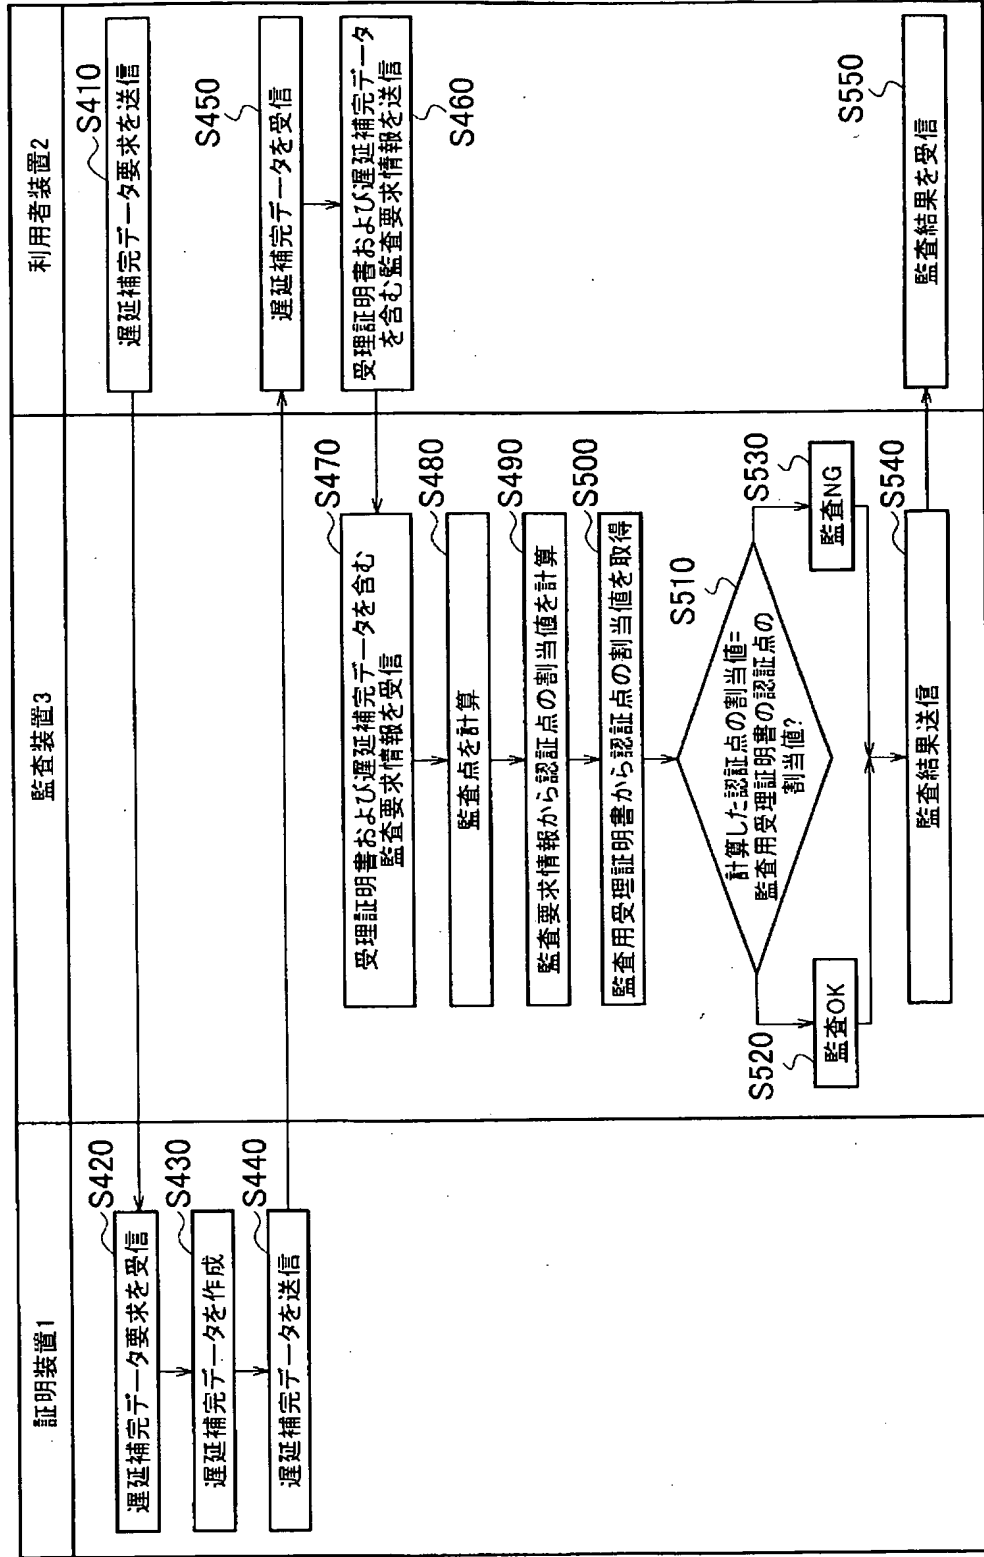 証明装置1
監査装置3
利用者装置2
S410
遅延補完データ要求を送信
S420
遅延補完データ要求を受信
S430
遅延補完データを作成
S440
遅延補完データを送信
S450
遅延補完データを受信
受理証明書および遅延補完データ
を含む監査要求情報を送信
S460
S470
受理証明書および遅延補完データを含む
監査要求情報を受信
S480
監査点を計算
S490
監査要求情報から認証点の割当値を計算
S500
監査用受理証明書から認証点の割当値を取得
S510
計算した認証点の割当値=
監査用受理証明書の認証点の
割当値?
S520
監査OK
S530
監査NG
S540
監査結果送信
S550
監査結果を受信